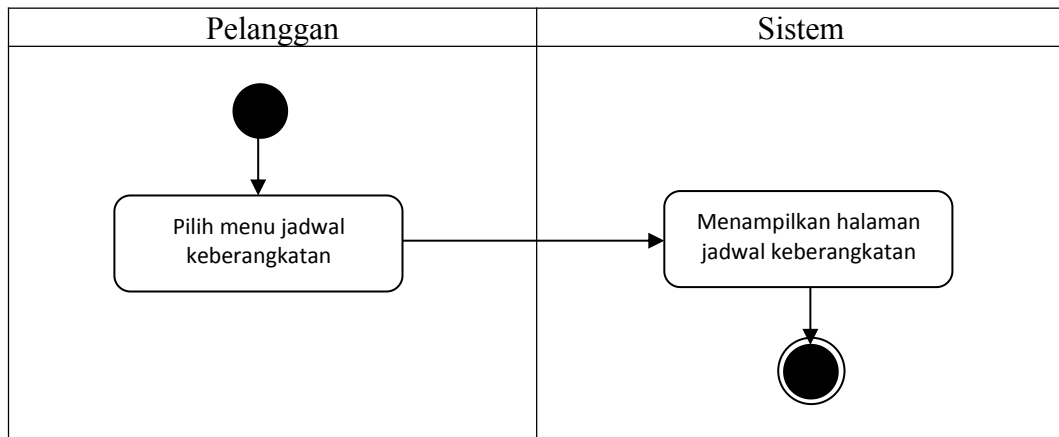 Pelanggan
Sistem
Pilih menu jadwal
keberangkatan
Menampilkan halaman
jadwal keberangkatan